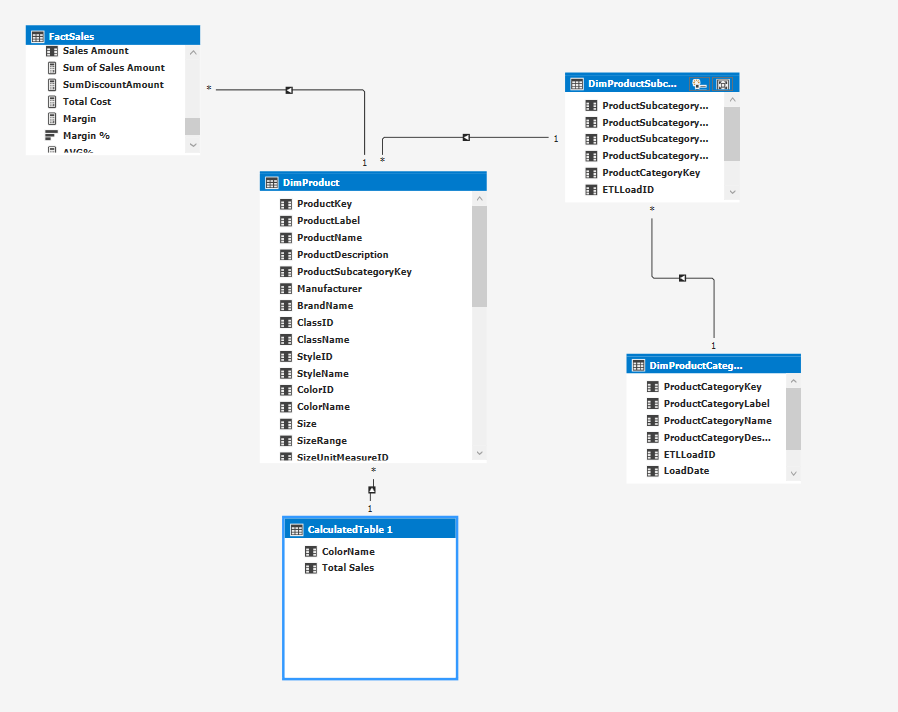 FactSales
Sales Amount
Sum of Sales Amount
SumDiscountAmount
Total Cost
Margin
Margin %
AVG%
*
1
*
1
DimProductSubc...
ProductSubcategory...
ProductSubcategory...
ProductSubcategory...
ProductSubcategory...
ProductCategoryKey
ETLLoadID
*
1
DimProduct
ProductKey
ProductLabel
ProductName
ProductDescription
ProductSubcategoryKey
Manufacturer
BrandName
ClassID
ClassName
StyleID
StyleName
ColorID
ColorName
Size
SizeRange
SizeUnitMeasureID
DimProductCateg...
ProductCategoryKey
ProductCategoryLabel
ProductCategoryName
ProductCategoryDes...
ETLLoadID
LoadDate
*
1
CalculatedTable 1
ColorName
Total Sales